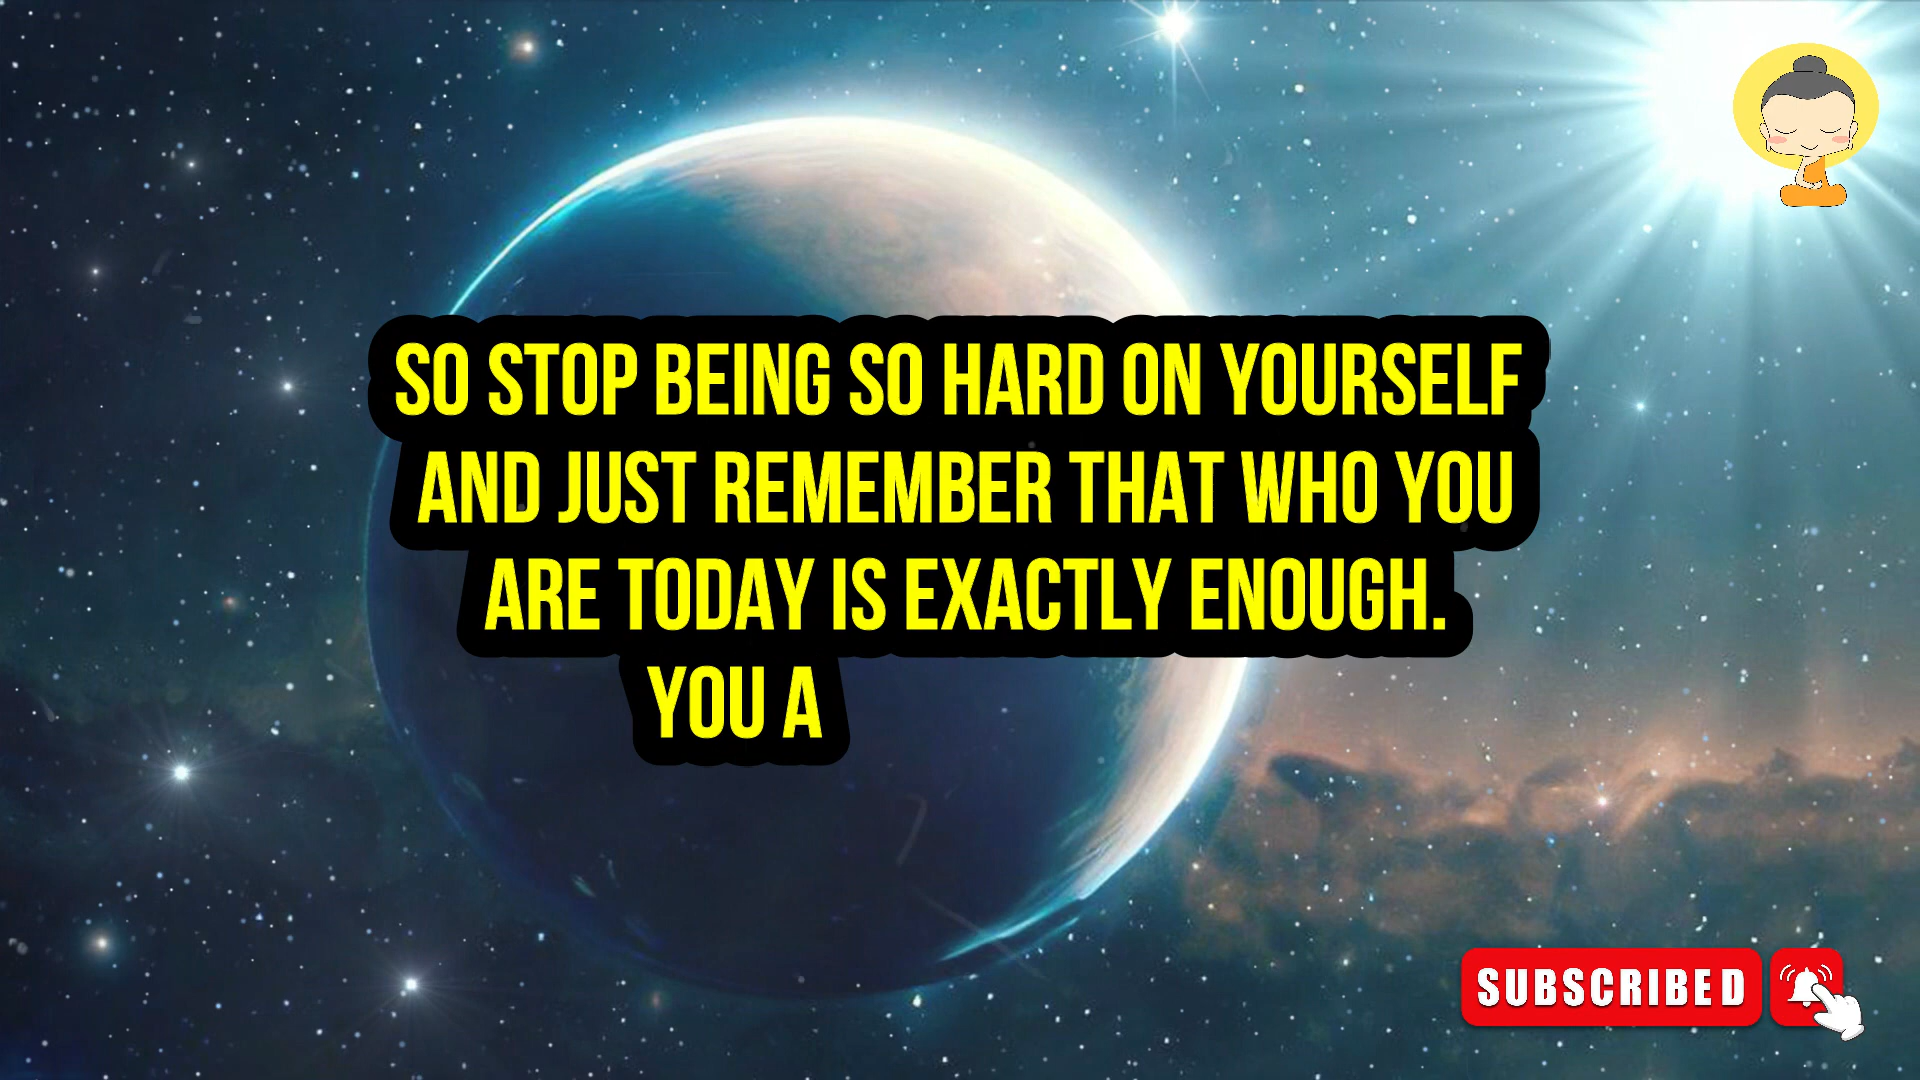 SO STOP BEING SO HARD ON YOURSELF
AND JUST REMEMBER THAT WHO YOU
ARE TODAY IS EXACTLY ENOUGH.
YOU A
SUBSCRIBED